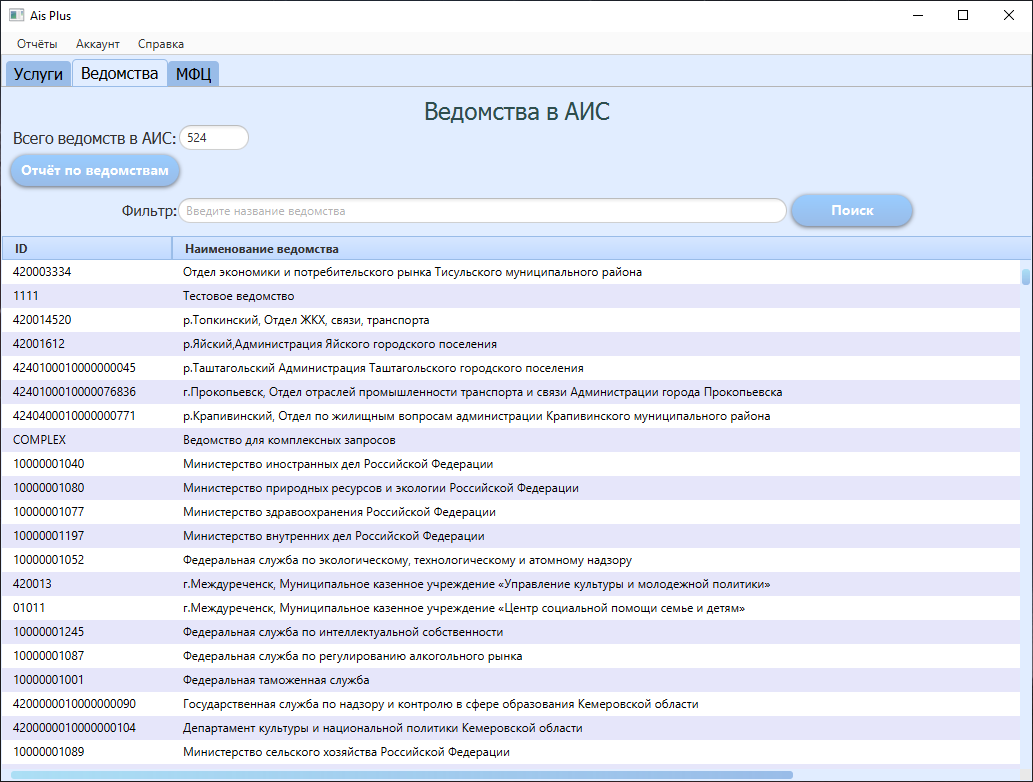 Ais Plus
Отчёты Аккаунт Справка
Услуги Ведомства МФЦ
Ведомства в АИС
Всего ведомств в АИС: 524
Отчёт по ведомствам
Фильтр: Введите название ведомства Поиск
ID Наименование ведомства
420003334 Отдел экономики и потребительского рынка Тисульского муниципального района
1111 Тестовое ведомство
420014520 р.Топкинский, Отдел ЖКХ, связи, транспорта
42001612 р.Яйский,Администрация Яйского городского поселения
4240100010000000045 р.Таштагольский Администрация Таштагольского городского поселения
4240100010000076836 г.Прокопьевск, Отдел отраслей промышленности транспорта и связи Администрации города Прокопьевска
4240400010000000771 р.Крапивинский, Отдел по жилищным вопросам администрации Крапивинского муниципального района
COMPLEX Ведомство для комплексных запросов
10000001040 Министерство иностранных дел Российской Федерации
10000001080 Министерство природных ресурсов и экологии Российской Федерации
10000001077 Министерство здравоохранения Российской Федерации
10000001197 Министерство внутренних дел Российской Федерации
10000001052 Федеральная служба по экологическому, технологическому и атомному надзору
420013 г.Междуреченск, Муниципальное казенное учреждение «Управление культуры и молодежной политики»
01011 г.Междуреченск, Муниципальное казенное учреждение «Центр социальной помощи семье и детям»
10000001245 Федеральная служба по интеллектуальной собственности
10000001087 Федеральная служба по регулированию алкогольного рынка
10000001001 Федеральная таможенная служба
4200000010000000090 Государственная служба по надзору и контролю в сфере образования Кемеровской области
4200000010000000104 Департамент культуры и национальной политики Кемеровской области
10000001089 Министерство сельского хозяйства Российской Федерации